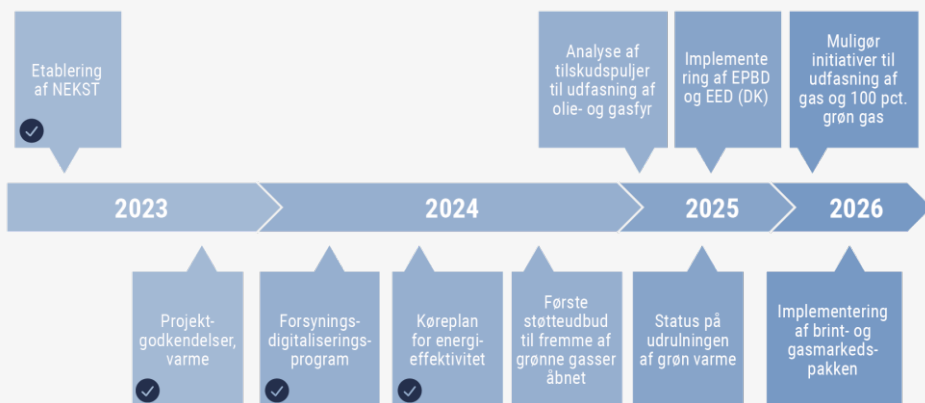 Etablering
af NEKST
Analyse af
tilskudspuljer
til udfasning af
olie- og gasfyr
Implemente
ring af EPBD
og EED (DK)
Muligør
initiativer til
udfasning af
gas og 100 pct.
grøn gas
2023
2024
2025
2026
Projekt-
godkendelser,
varme
Forsynings-
digitaliserings-
program
Køreplan
for energi-
effektivitet
Første
støtteudbud
til fremme af
grønne gasser
åbnet
Status på
udrulningen
af grøn varme
Implementering
af brint- og
gasmarkeds-
pakken